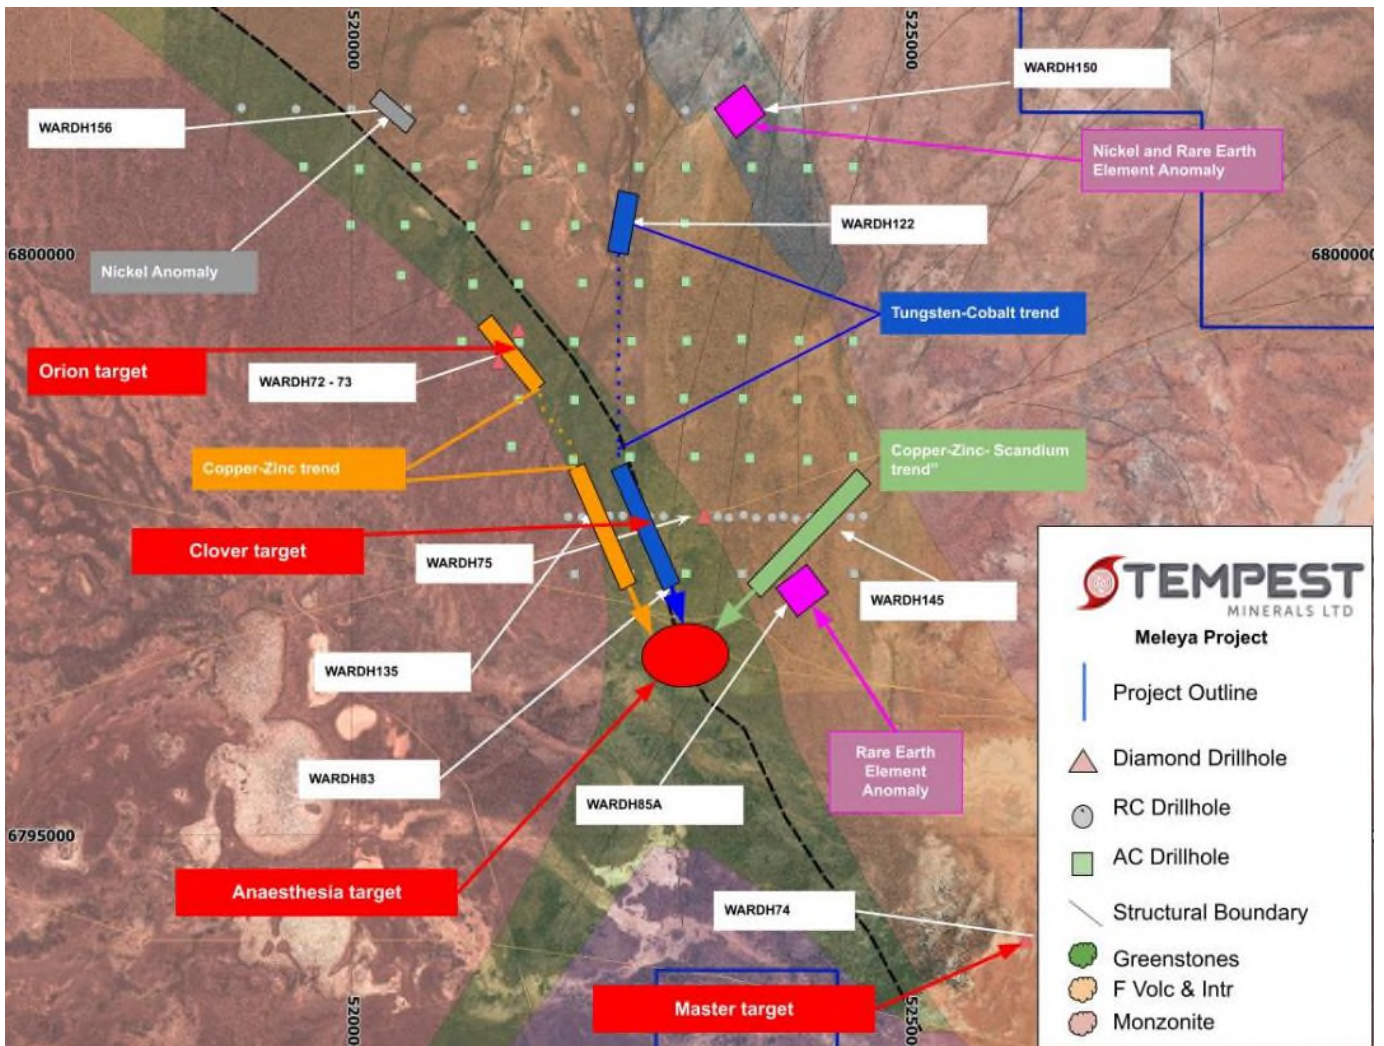 520000
525000
WARDH150
WARDH156
Nickel and Rare Earth
Element Anomaly
WARDH122
6800000
6800000
Nickel Anomaly
Tungsten-Cobalt trend
Orion target
WARDH72 - 73
Copper-Zinc trend
Copper-Zinc- Scandium
trend"
Clover target
WARDH75
WARDH145
WARDH135
WARDH83
WARDH85A
Rare Earth
Element
Anomaly
6795000
Anaesthesia target
WARDH74
Master target
520000
52500
TEMPEST
MINERALS LTD
Meleya Project
Project Outline
Diamond Drillhole
RC Drillhole
AC Drillhole
Structural Boundary
Greenstones
F Volc & Intr
Monzonite